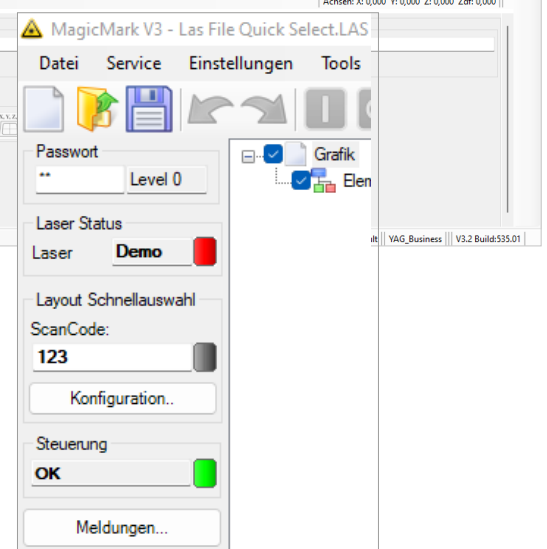 Achsen: X: 0,000 Y: 0,000 Z: 0,000 Zdf: 0,000
MagicMark V3 - Las File Quick Select.LAS
Datei Service Einstellungen Tools
Passwort
** Level 0
Grafik
Elem
Laser Status
Laser Demo
YAG_Business V3.2 Build:535.01
Layout Schnellauswahl
ScanCode:
123
Konfiguration..
Steuerung
OK
Meldungen...